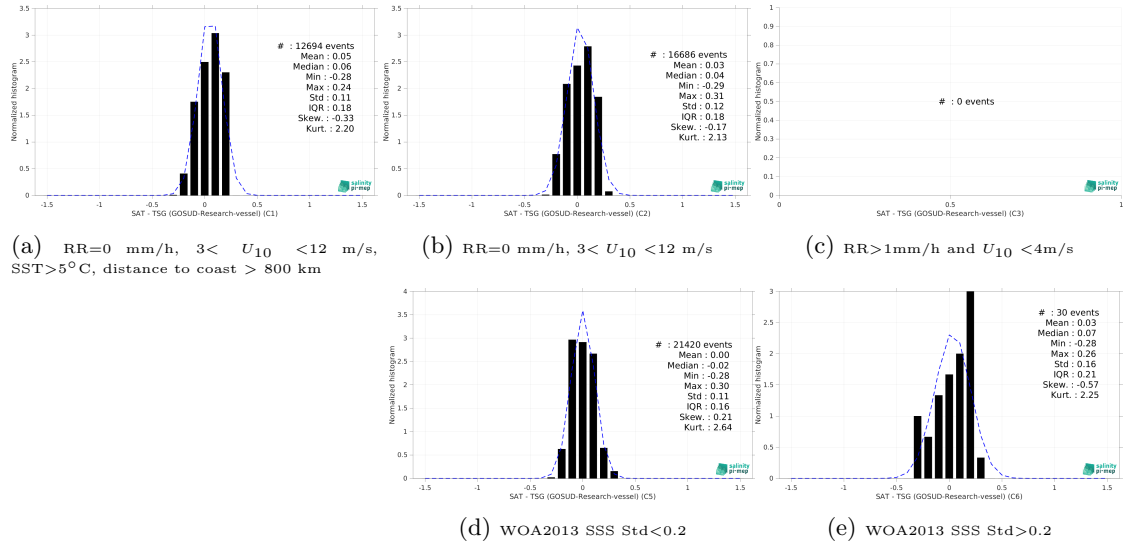 3.5
3
2.5
2
1.5
1
0.5
0
Normalized histogram
# : 12694 events
Mean : 0.05
Median : 0.06
Min : -0.28
Max : 0.24
Std : 0.11
IQR : 0.18
Skew. : -0.33
Kurt. : 2.20
salinity
pi-mep
-1.5 -1 -0.5 0 0.5 1 1.5
SAT - TSG (GOSUD-Research-vessel) (C1)
(a) RR=0 mm/h, 3< U10 <12 m/s,
SST>5°C, distance to coast > 800 km
3.5
3
2.5
2
1.5
1
0.5
0
Normalized histogram
# : 16686 events
Mean : 0.03
Median : 0.04
Min : -0.29
Max : 0.31
Std : 0.12
IQR : 0.18
Skew. : -0.17
Kurt. : 2.13
salinity
pi-mep
-1.5 -1 -0.5 0 0.5 1 1.5
SAT - TSG (GOSUD-Research-vessel) (C2)
(b) RR=0 mm/h, 3< U10 <12 m/s
1
0.9
0.8
0.7
0.6
0.5
0.4
0.3
0.2
0.1
0
Normalized histogram
# : 0 events
salinity
pi-mep
0 0.5 1
SAT - TSG (GOSUD-Research-vessel) (C3)
(c) RR>1mm/h and U10 <4m/s
4
3.5
3
2.5
2
1.5
1
0.5
0
Normalized histogram
# : 21420 events
Mean : 0.00
Median : -0.02
Min : -0.28
Max : 0.30
Std : 0.11
IQR : 0.16
Skew. : 0.21
Kurt. : 2.64
salinity
pi-mep
-1.5 -1 -0.5 0 0.5 1 1.5
SAT - TSG (GOSUD-Research-vessel) (C5)
(d) WOA2013 SSS Std<0.2
3
2.5
2
1.5
1
0.5
0
Normalized histogram
# : 30 events
Mean : 0.03
Median : 0.07
Min : -0.28
Max : 0.26
Std : 0.16
IQR : 0.21
Skew. : -0.57
Kurt. : 2.25
salinity
pi-mep
-1.5 -1 -0.5 0 0.5 1 1.5
SAT - TSG (GOSUD-Research-vessel) (C6)
(e) WOA2013 SSS Std>0.2